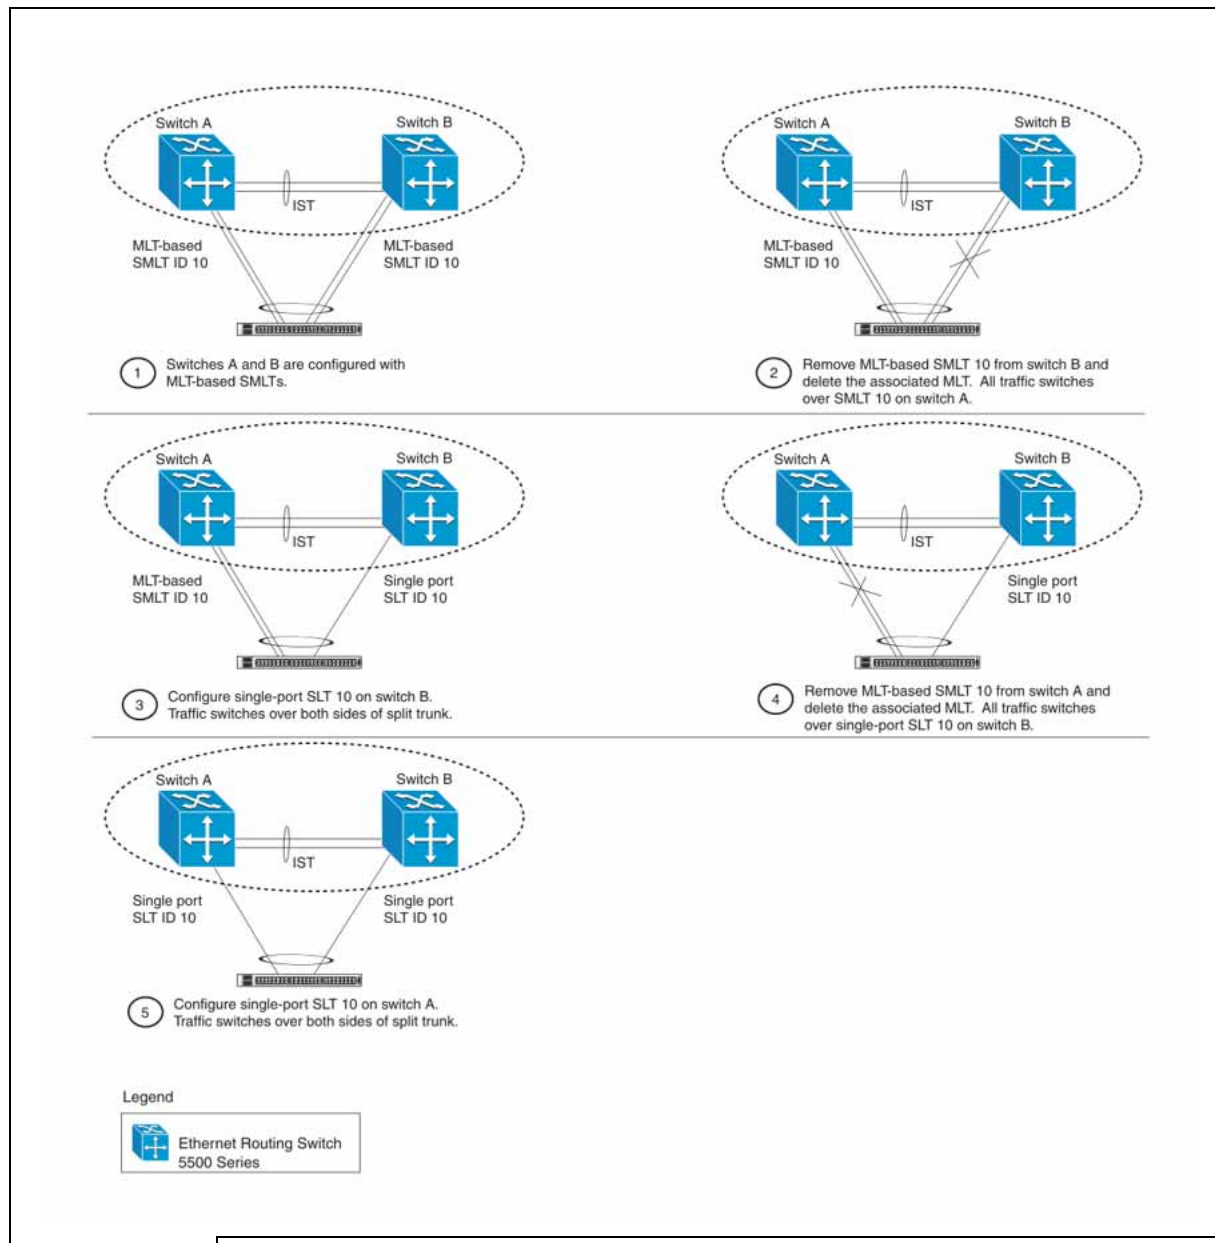 Switch A
Switch B
IST
MLT-based
SMLT ID 10
MLT-based
SMLT ID 10
1
Switches A and B are configured with
MLT-based SMLTs.
Switch A
Switch B
IST
MLT-based
SMLT ID 10
2
Remove MLT-based SMLT 10 from switch B and
delete the associated MLT. All traffic switches
over SMLT 10 on switch A.
Switch A
Switch B
IST
MLT-based
SMLT ID 10
Single port
SLT ID 10
3
Configure single-port SLT 10 on switch B.
Traffic switches over both sides of split trunk.
Switch A
Switch B
IST
Single port
SLT ID 10
4
Remove MLT-based SMLT 10 from switch A and
delete the associated MLT. All traffic switches
over single-port SLT 10 on switch B.
Switch A
Switch B
IST
Single port
SLT ID 10
Single port
SLT ID 10
5
Configure single-port SLT 10 on switch A.
Traffic switches over both sides of split trunk.
Legend
Ethernet Routing Switch
5500 Series